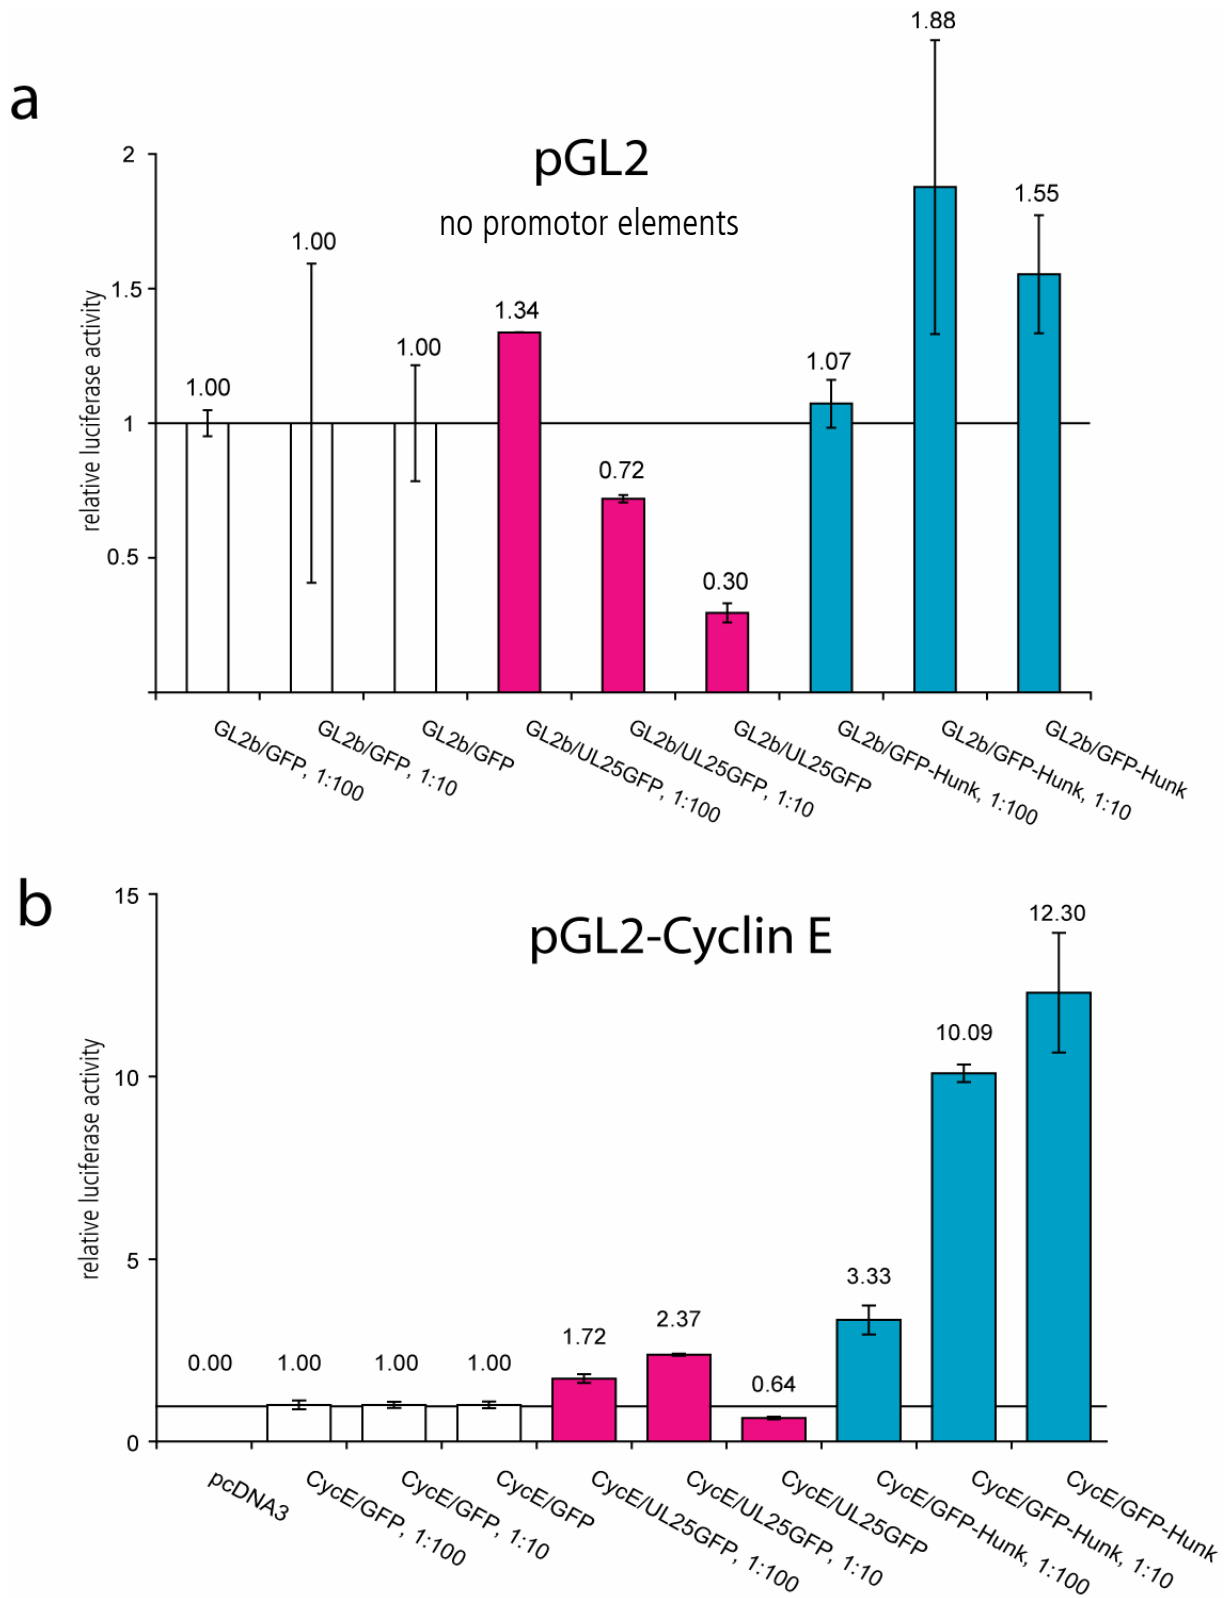 a
pGL2
no promotor elements
relative luciferase activity
2
1.5
1
0.5
1.00
1.00
1.00
1.34
0.72
0.30
1.07
1.88
1.55
GL2b/GFP, 1:100
GL2b/GFP, 1:10
GL2b/GFP
GL2b/UL25GFP, 1:100
GL2b/UL25GFP, 1:10
GL2b/UL25GFP
GL2b/GFP-Hunk, 1:100
GL2b/GFP-Hunk, 1:10
GL2b/GFP-Hunk
b
pGL2-Cyclin E
relative luciferase activity
15
10
5
0
0.00
1.00
1.00
1.00
1.72
2.37
0.64
3.33
10.09
12.30
pcDNA3
CycE/GFP, 1:100
CycE/GFP, 1:10
CycE/GFP
CycE/UL25GFP, 1:100
CycE/UL25GFP, 1:10
CycE/UL25GFP
CycE/GFP-Hunk, 1:100
CycE/GFP-Hunk, 1:10
CycE/GFP-Hunk